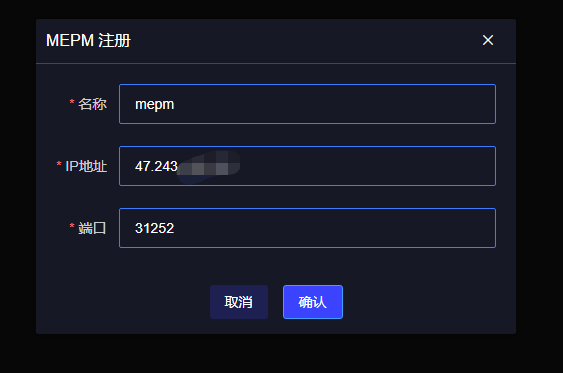 MEPM 注册
* 名称 mepm
* IP地址 47.243
* 端口 31252
取消 确认